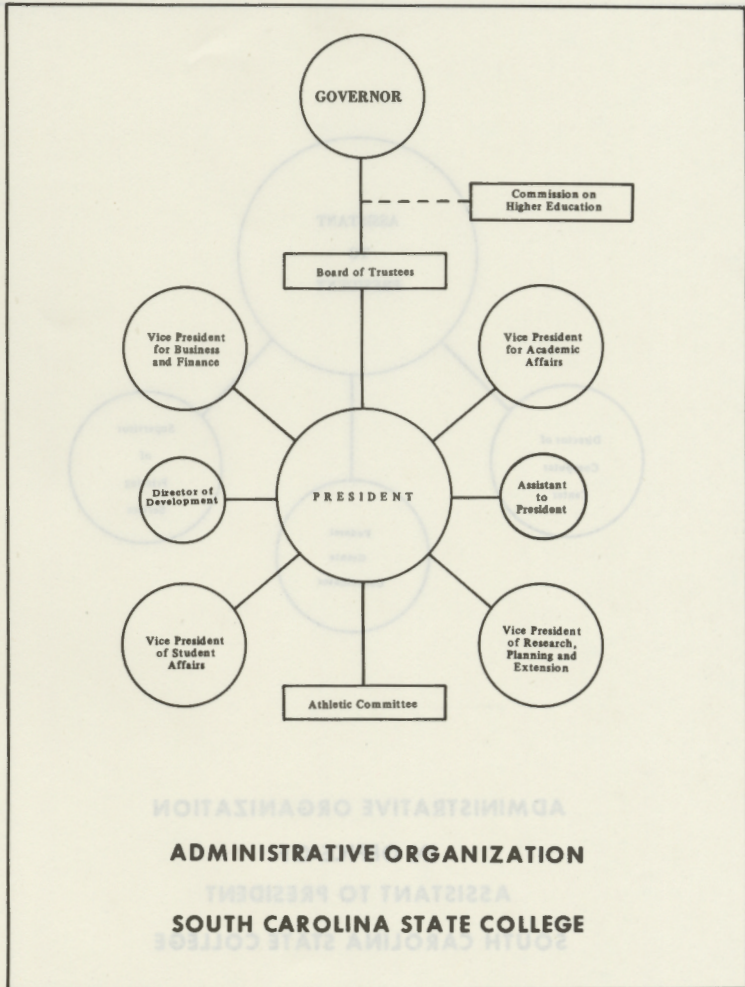 GOVERNOR
Commission on
Higher Education
Board of Trustees
Vice President
for Business
and Finance
Vice President
for Academic
Affairs
Director of
Development
PRESIDENT
Assistant
to
President
Vice President
of Student
Affairs
Vice President
of Research,
Planning and
Extension
Athletic Committee
ADMINISTRATIVE ORGANIZATION
SOUTH CAROLINA STATE COLLEGE